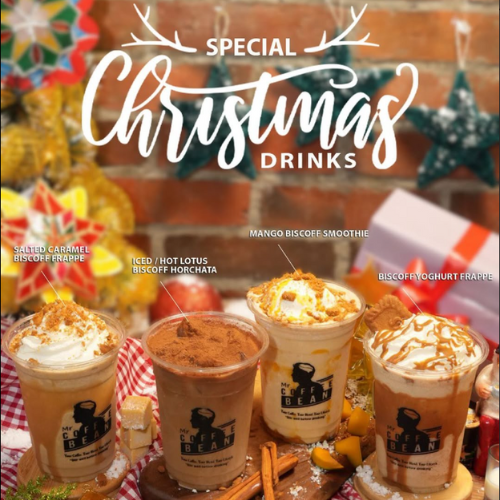 SPECIAL
Christmas
DRINKS
MANGO BISCOFF SMOOTHIE
SALTED CARAMEL
BISCOFF FRAPPE
ICED / HOT LOTUS
BISCOFF HORCHATA
BISCOFF YOGHURT FRAPPE
Mr.
COFFEE
BEAN
Mr.
COFFEE
BEAN
Mr.
COFFEE
BEAN
Mr.
COFFEE
BEAN